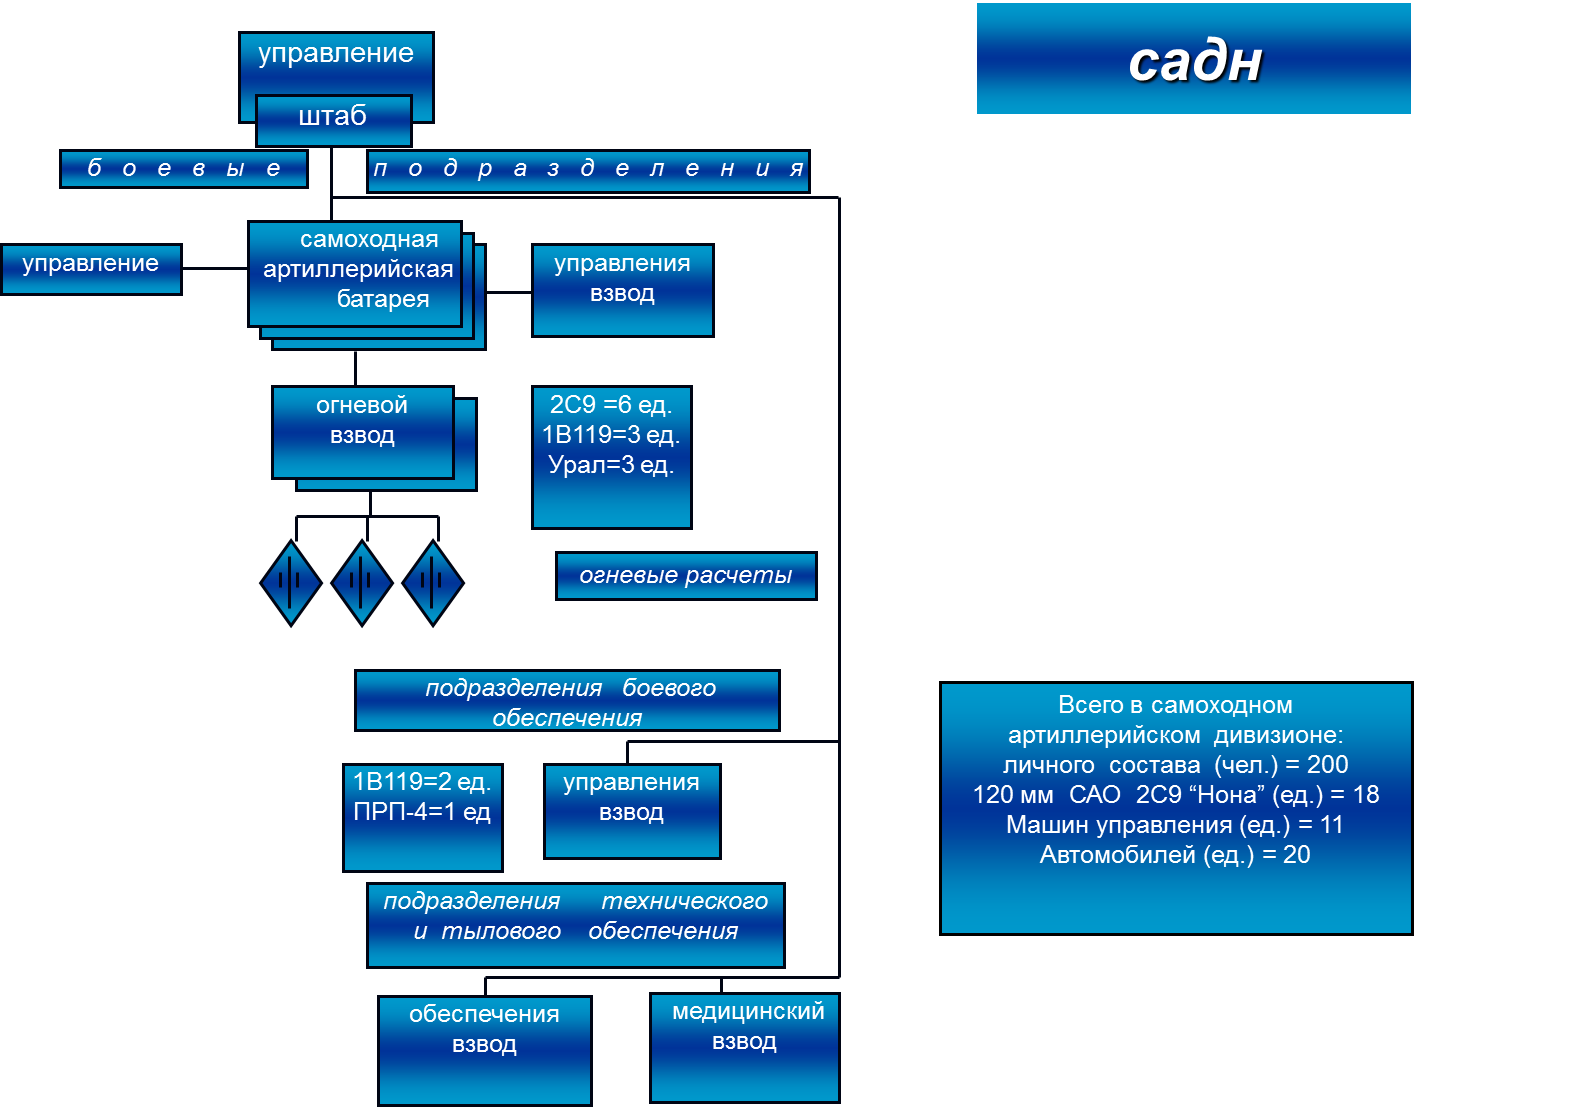 садн
управление
штаб
б о е в ы е
п о д р а з д е л е н и я
самоходная
артиллерийская
батарея
управление
управления
взвод
огневой
взвод
2С9 =6 ед.
1В119=3 ед.
Урал=3 ед.
огневые расчеты
подразделения боевого
обеспечения
1В119=2 ед.
ПРП-4=1 ед
управления
взвод
подразделения технического
и тылового обеспечения
обеспечения
взвод
медицинский
взвод
Всего в самоходном
артиллерийском дивизионе:
личного состава (чел.) = 200
120 мм САО 2С9 “Нона” (ед.) = 18
Машин управления (ед.) = 11
Автомобилей (ед.) = 20